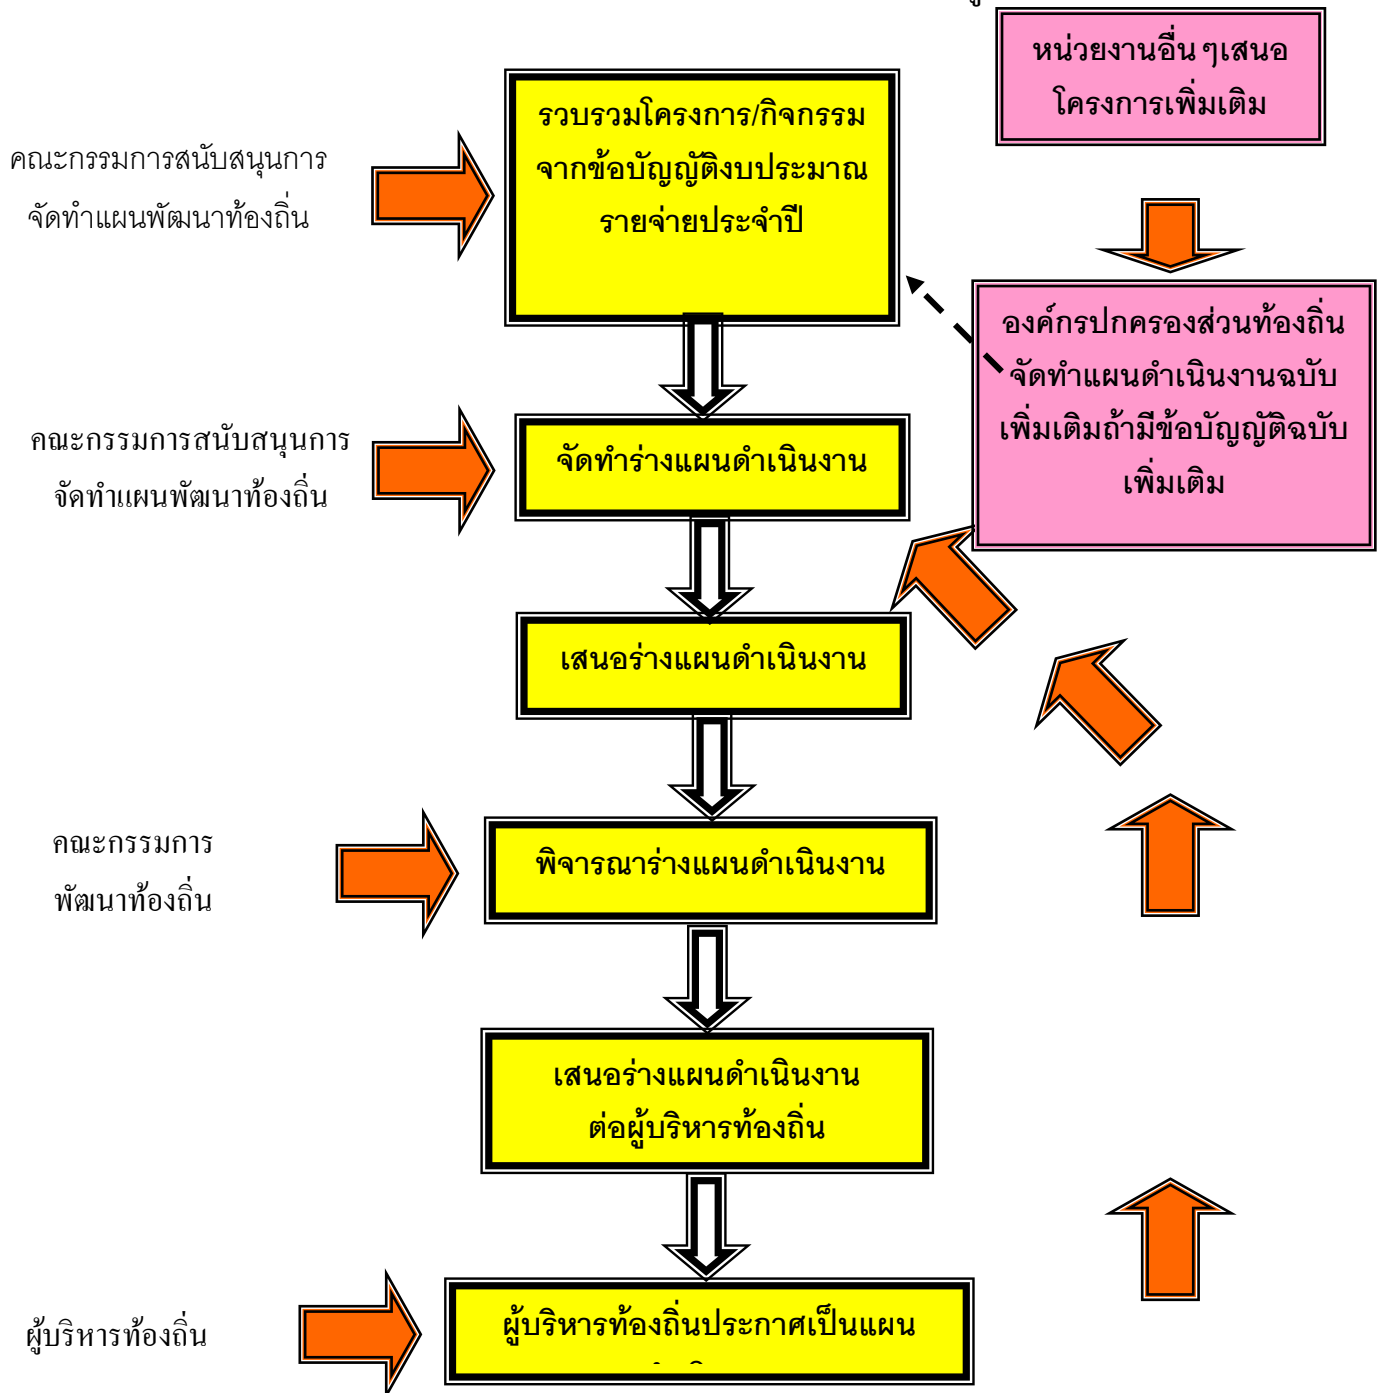 หน่วยงานอื่น ๆเสนอ
โครงการเพิ่มเติม
รวบรวมโครงการ/กิจกรรม
จากข้อบัญญัติงบประมาณ
รายจ่ายประจำปี
คณะกรรมการสนับสนุนการ
จัดทำแผนพัฒนาท้องถิ่น
องค์กรปกครองส่วนท้องถิ่น
จัดทำแผนดำเนินงานฉบับ
เพิ่มเติมถ้ามีข้อบัญญัติฉบับ
เพิ่มเติม
คณะกรรมการสนับสนุนการ
จัดทำแผนพัฒนาท้องถิ่น
จัดทำร่างแผนดำเนินงาน
เสนอร่างแผนดำเนินงาน
คณะกรรมการ
พัฒนาท้องถิ่น
พิจารณาร่างแผนดำเนินงาน
เสนอร่างแผนดำเนินงาน
ต่อผู้บริหารท้องถิ่น
ผู้บริหารท้องถิ่น
ผู้บริหารท้องถิ่นประกาศเป็นแผน